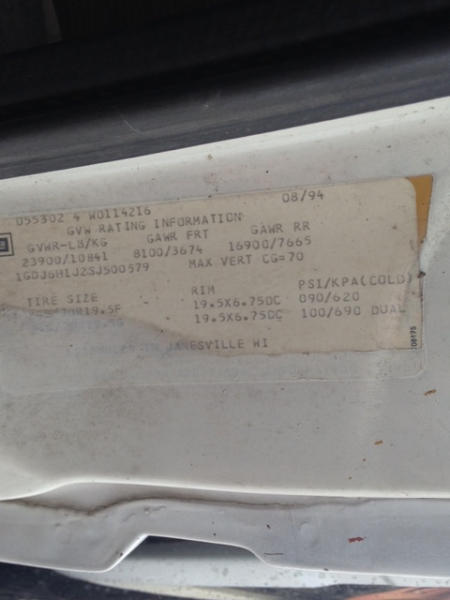 055302 4 W0114216 08/94
GVW RATING INFORMATION
GM GVWR-LB/KG GAWR FRT GAWR RR
23900/10841 8100/3674 16900/7665
1GDJ6H1J2SJ500579 MAX VERT CG=70
TIRE SIZE RIM PSI/KPA(COLD)
19.5X6.75DC 090/620
19.5X6.75DC 100/690 DUAL
IN JANESVILLE WI